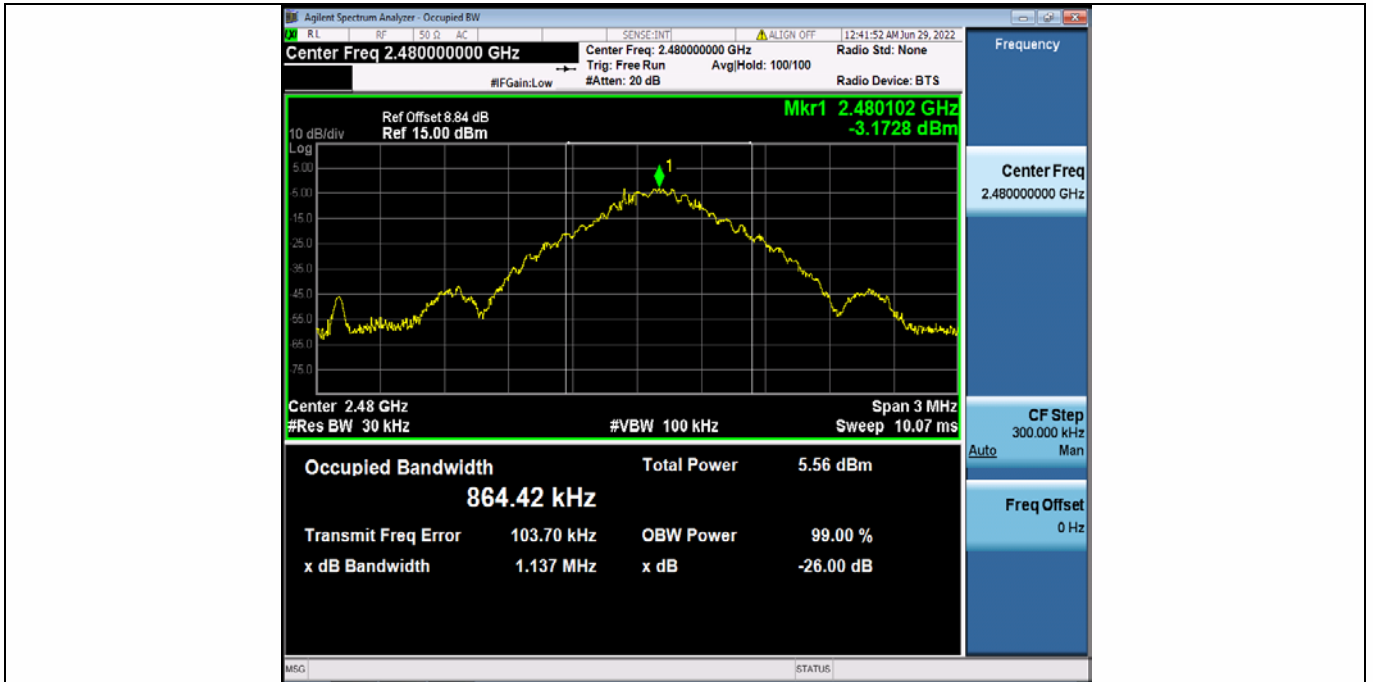 Agilent Spectrum Analyzer - Occupied BW
RL RF 50 Ω AC SENSE:INT ALIGN OFF 12:41:52 AM Jun 29, 2022
Center Freq 2.480000000 GHz
Center Freq: 2.480000000 GHz
Radio Std: None
Trig: Free Run Avg|Hold: 100/100
#IFGain:Low
#Atten: 20 dB
Radio Device: BTS
Frequency
Mkr1 2.480102 GHz
-3.1728 dBm
Ref Offset 8.84 dB
10 dB/div Ref 15.00 dBm
Log
5.00
-5.00
-15.0
-25.0
-35.0
-45.0
-55.0
-65.0
-75.0
1
Center 2.48 GHz Span 3 MHz
#Res BW 30 kHz #VBW 100 kHz Sweep 10.07 ms
Occupied Bandwidth Total Power 5.56 dBm
864.42 kHz
Transmit Freq Error 103.70 kHz OBW Power 99.00 %
x dB Bandwidth 1.137 MHz x dB -26.00 dB
Center Freq
2.480000000 GHz
CF Step
300.000 kHz
Auto Man
Freq Offset
0 Hz
MSG STATUS